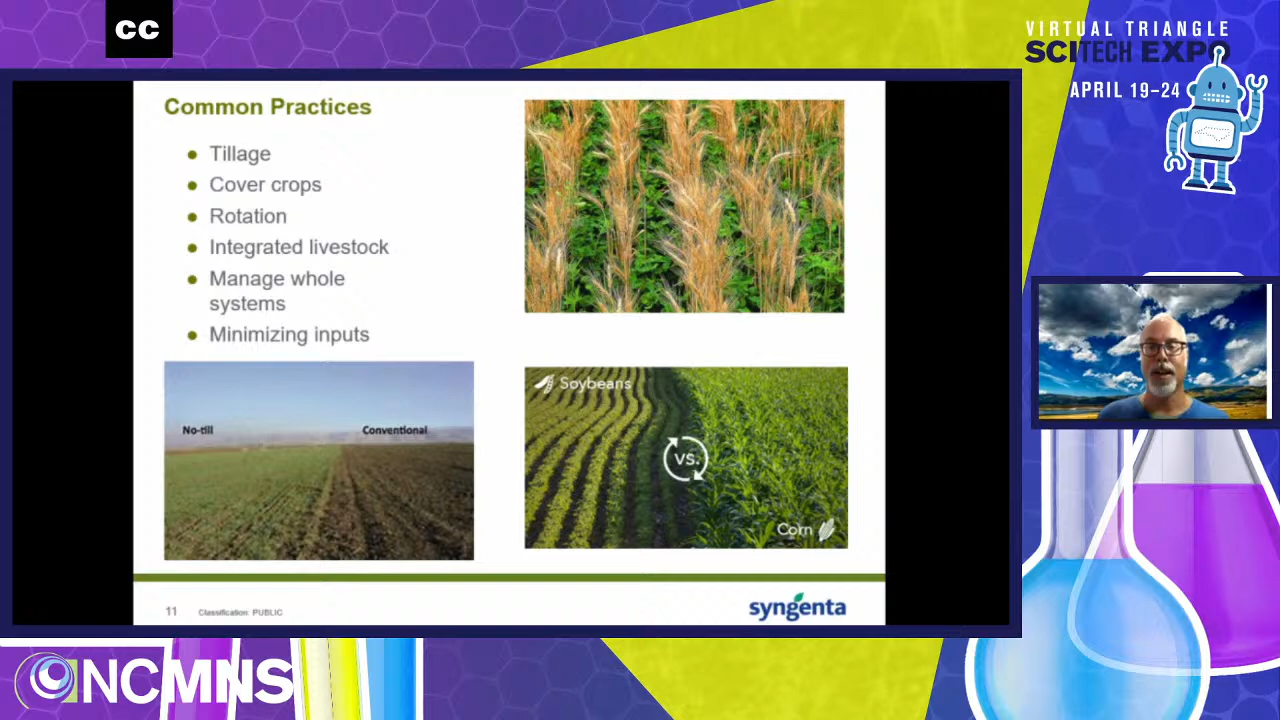 CC
VIRTUAL TRIANGLE
SCITECH EXPO
APRIL 19–24
Common Practices
Tillage
Cover crops
Rotation
Integrated livestock
Manage whole
systems
Minimizing inputs
No-till
Conventional
Soybeans
vs.
Corn
11
Classification: PUBLIC
syngenta
NCMNS